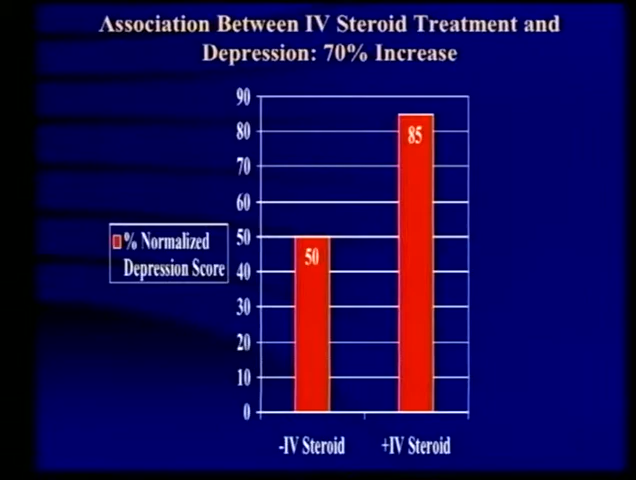 Association Between IV Steroid Treatment and
Depression: 70% Increase
90
80
70
60
50
40
30
20
10
0
85
50
% Normalized
Depression Score
-IV Steroid
+IV Steroid